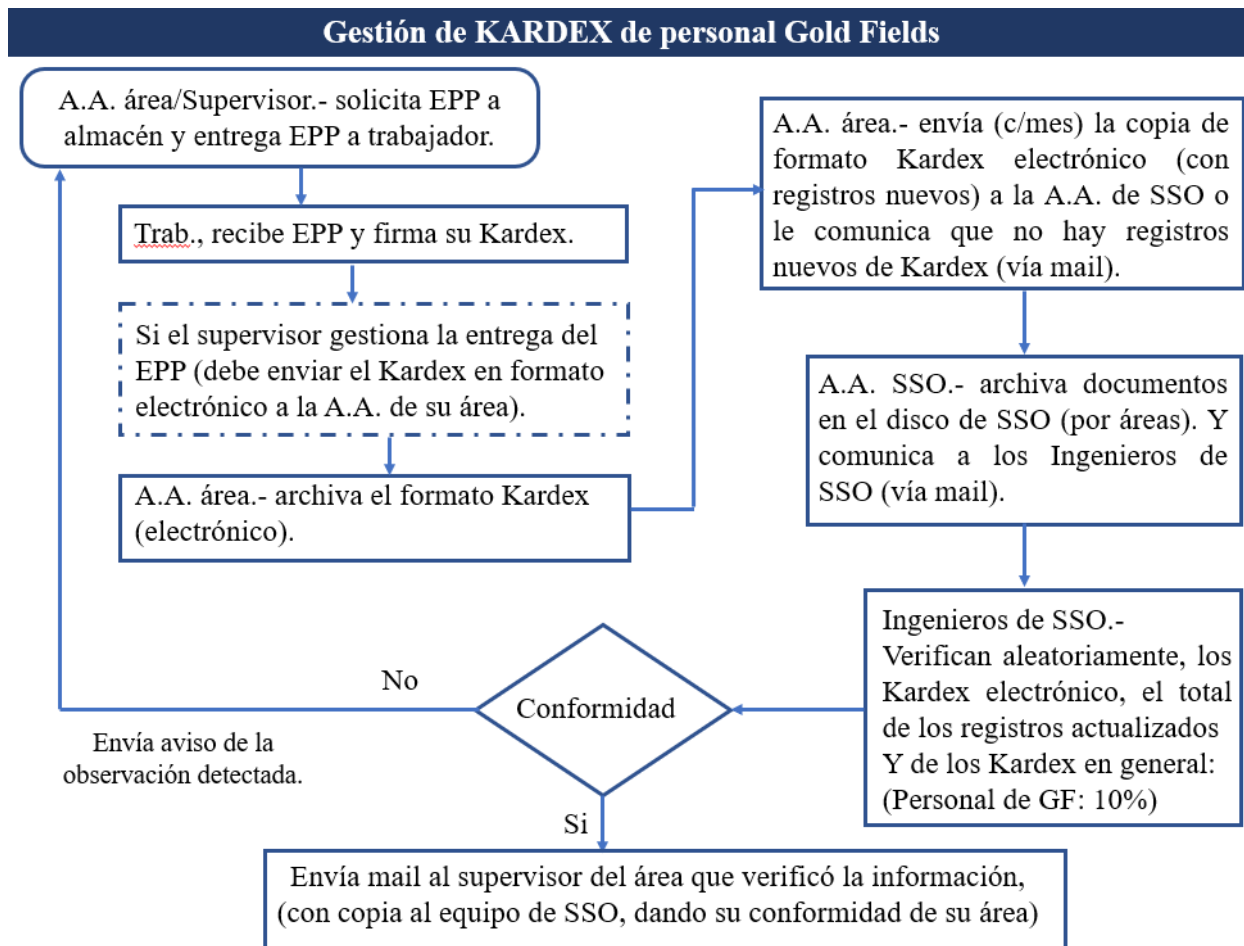 Gestión de KARDEX de personal Gold Fields
A.A. área/Supervisor.- solicita EPP a
almacén y entrega EPP a trabajador.
Trab., recibe EPP y firma su Kardex.
Si el supervisor gestiona la entrega del
EPP (debe enviar el Kardex en formato
electrónico a la A.A. de su área).
A.A. área.- archiva el formato Kardex
(electrónico).
A.A. área.- envía (c/mes) la copia de
formato Kardex electrónico (con
registros nuevos) a la A.A. de SSO o
le comunica que no hay registros
nuevos de Kardex (vía mail).
A.A. SSO.- archiva documentos
en el disco de SSO (por áreas). Y
comunica a los Ingenieros de
SSO (vía mail).
Ingenieros de SSO.-
Verifican aleatoriamente, los
Kardex electrónico, el total
de los registros actualizados
Y de los Kardex en general:
(Personal de GF: 10%)
Conformidad
No
Envía aviso de la
observación detectada.
Si
Envía mail al supervisor del área que verificó la información,
(con copia al equipo de SSO, dando su conformidad de su área)